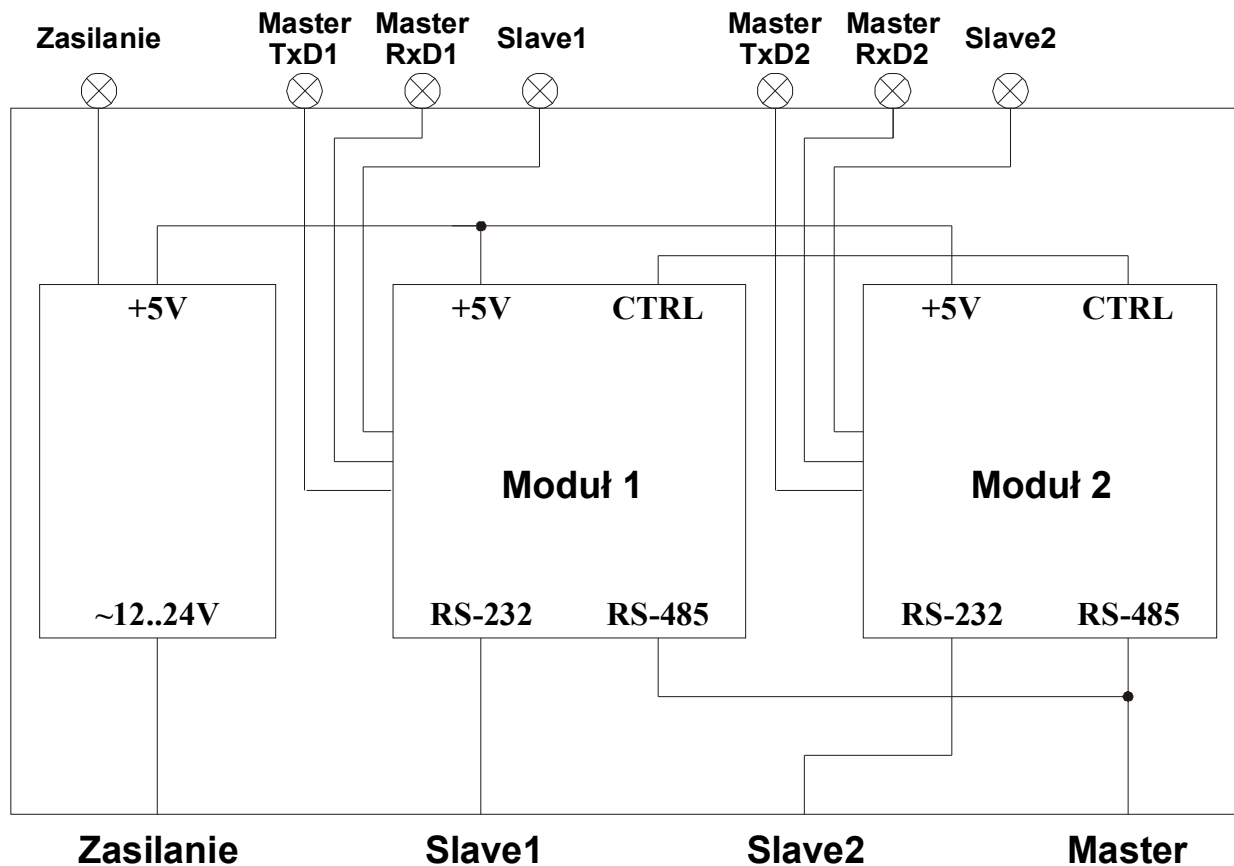 Zasilanie
Master
TxD1
Master
RxD1
Slave1
Master
TxD2
Master
RxD2
Slave2
+5V
+5V
CTRL
+5V
CTRL
Moduł 1
Moduł 2
~12..24V
RS-232
RS-485
RS-232
RS-485
Zasilanie
Slave1
Slave2
Master